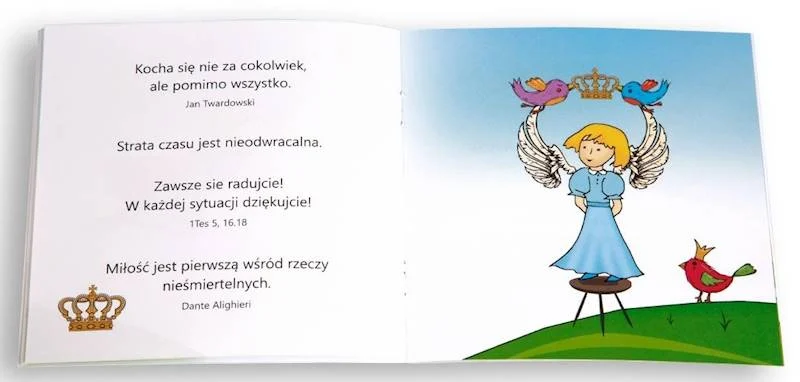 Kocha się nie za cokolwiek,
ale pomimo wszystko.
Jan Twardowski
Strata czasu jest nieodwracalna.
Zawsze sie radujcie!
W każdej sytuacji dziękujcie!
1Tes 5, 16.18
Miłość jest pierwszą wśród rzeczy
nieśmiertelnych.
Dante Alighieri